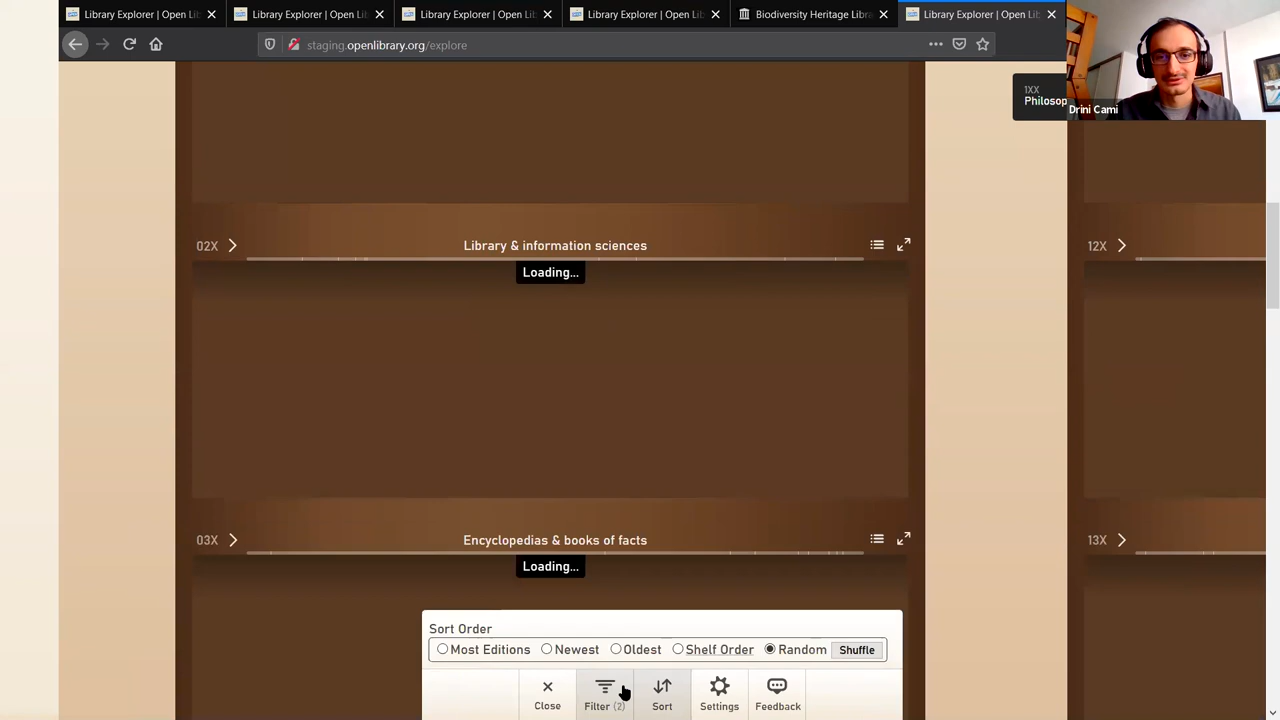 Library Explorer | Open Lib
Library Explorer | Open Lib
Library Explorer | Open Lib
Library Explorer | Open Lib
Biodiversity Heritage Libra
Library Explorer | Open Lib
staging.openlibrary.org/explore
1XX
Philosop
Drini Cami
02X
Library & information sciences
12X
Loading...
03X
Encyclopedias & books of facts
13X
Loading...
Sort Order
Most Editions Newest Oldest Shelf Order Random Shuffle
Close
Filter (2)
Sort
Settings
Feedback